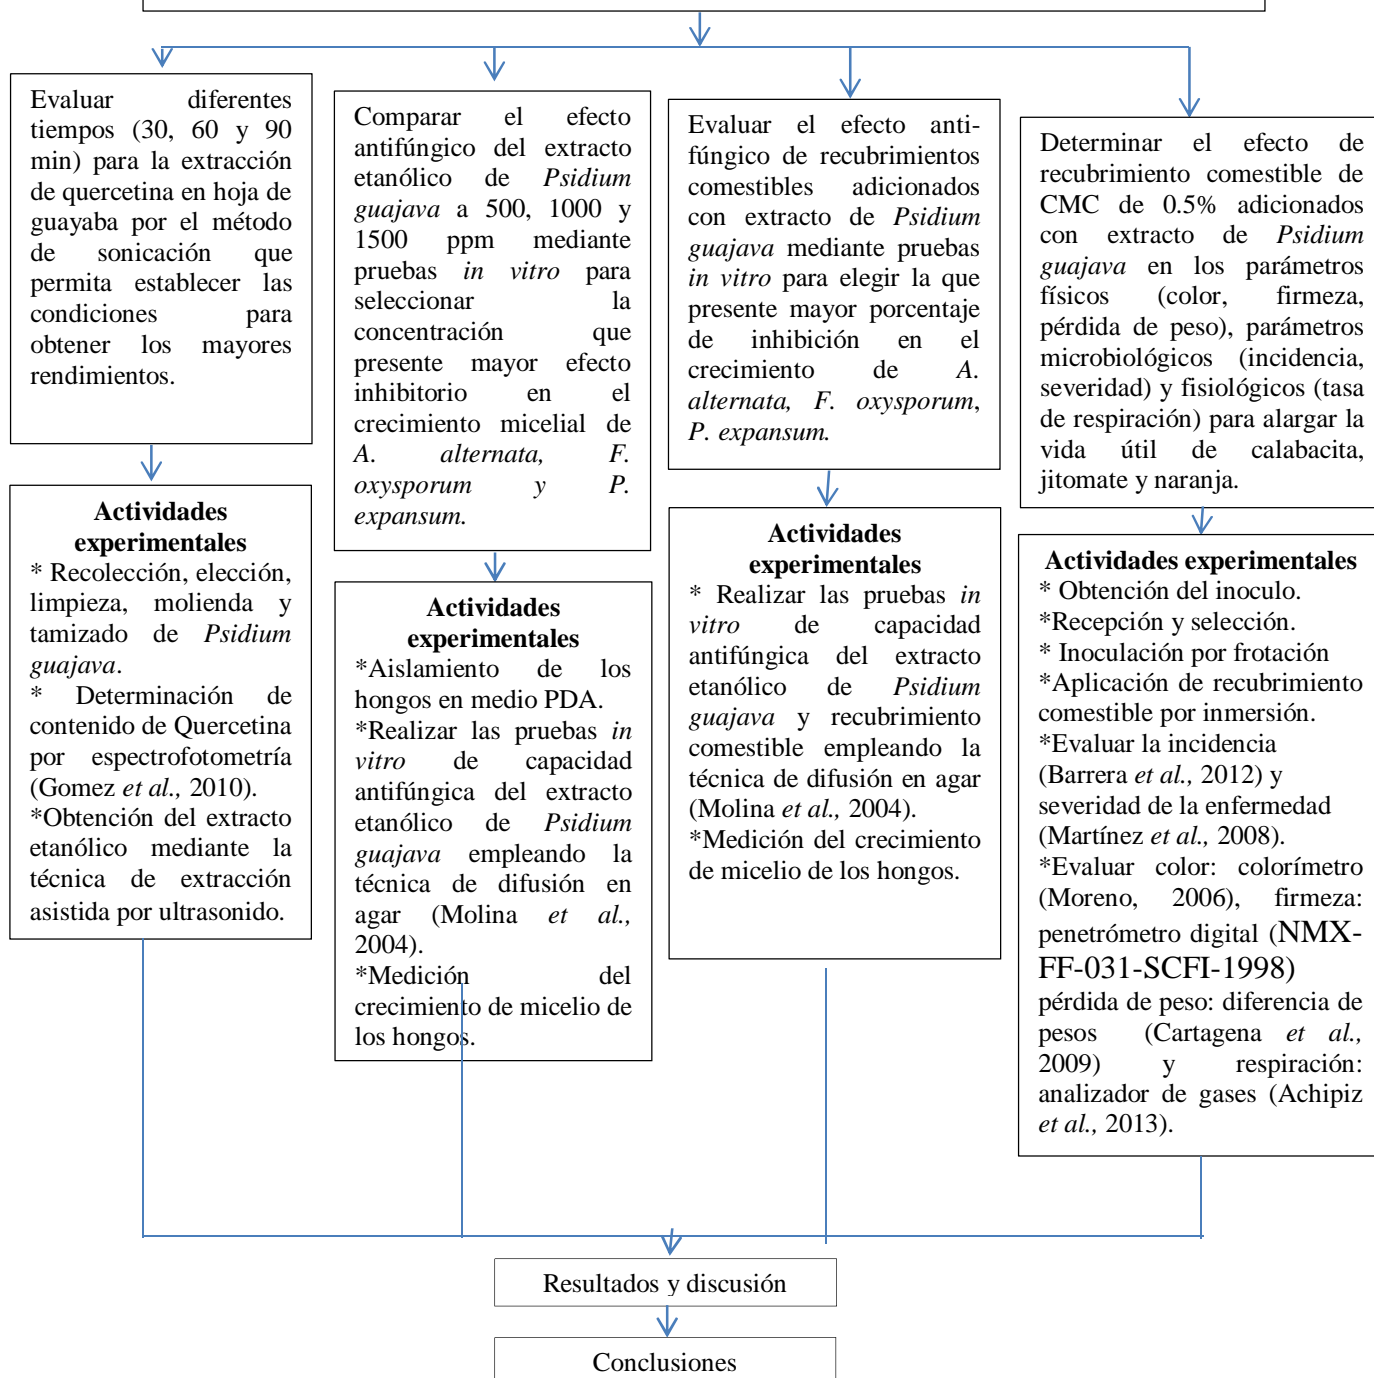 Evaluar diferentes
tiempos (30, 60 y 90
min) para la extracción
de quercetina en hoja de
guayaba por el método
de sonicación que
permita establecer las
condiciones para
obtener los mayores
rendimientos.
Actividades
experimentales
* Recolección, elección,
limpieza, molienda y
tamizado de Psidium
guajava.
* Determinación de
contenido de Quercetina
por espectrofotometría
(Gomez et al., 2010).
*Obtención del extracto
etanólico mediante la
técnica de extracción
asistida por ultrasonido.
Comparar el efecto
antifúngico del extracto
etanólico de Psidium
guajava a 500, 1000 y
1500 ppm mediante
pruebas in vitro para
seleccionar la
concentración que
presente mayor efecto
inhibitorio en el
crecimiento micelial de
A. alternata, F.
oxysporum y P.
expansum.
Actividades
experimentales
*Aislamiento de los
hongos en medio PDA.
*Realizar las pruebas in
vitro de capacidad
antifúngica del extracto
etanólico de Psidium
guajava empleando la
técnica de difusión en
agar (Molina et al.,
2004).
*Medición del
crecimiento de micelio de
los hongos.
Evaluar el efecto anti-
fúngico de recubrimientos
comestibles adicionados
con extracto de Psidium
guajava mediante pruebas
in vitro para elegir la que
presente mayor porcentaje
de inhibición en el
crecimiento de A.
alternata, F. oxysporum,
P. expansum.
Actividades
experimentales
* Realizar las pruebas in
vitro de capacidad
antifúngica del extracto
etanólico de Psidium
guajava y recubrimiento
comestible empleando la
técnica de difusión en agar
(Molina et al., 2004).
*Medición del crecimiento
de micelio de los hongos.
Determinar el efecto de
recubrimiento comestible de
CMC de 0.5% adicionados
con extracto de Psidium
guajava en los parámetros
físicos (color, firmeza,
pérdida de peso), parámetros
microbiológicos (incidencia,
severidad) y fisiológicos (tasa
de respiración) para alargar la
vida útil de calabacita,
jitomate y naranja.
Actividades experimentales
* Obtención del inoculo.
*Recepción y selección.
* Inoculación por frotación
*Aplicación de recubrimiento
comestible por inmersión.
*Evaluar la incidencia
(Barrera et al., 2012) y
severidad de la enfermedad
(Martínez et al., 2008).
*Evaluar color: colorímetro
(Moreno, 2006), firmeza:
penetrómetro digital (NMX-
FF-031-SCFI-1998)
pérdida de peso: diferencia de
pesos (Cartagena et al.,
2009) y respiración:
analizador de gases (Achipiz
et al., 2013).
Resultados y discusión
Conclusiones